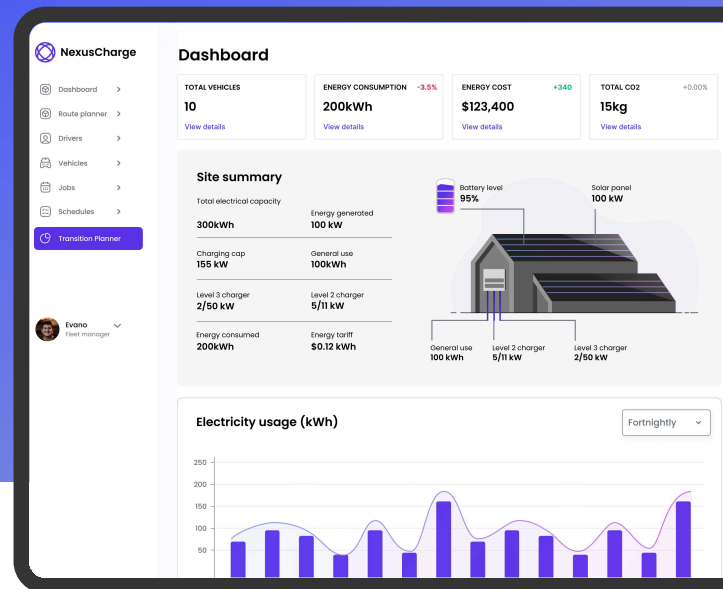 NexusCharge
Dashboard
Route planner
Drivers
Vehicles
Jobs
Schedules
Transition Planner
Evano
Fleet manager
Dashboard
TOTAL VEHICLES
10
View details
ENERGY CONSUMPTION -3.5%
200kWh
View details
ENERGY COST +340
$123,400
View details
TOTAL CO2 +0.00%
15kg
View details
Site summary
Total electrical capacity
300kWh
Energy generated
100 kW
Charging cap
155 kW
General use
100kWh
Level 3 charger
2/50 kW
Level 2 charger
5/11 kW
Energy consumed
200kWh
Energy tariff
$0.12 kWh
Battery level
95%
Solar panel
100 kW
General use
100 kWh
Level 2 charger
5/11 kW
Level 3 charger
2/50 kW
Electricity usage (kWh)
Fortnightly
250
200
150
100
50